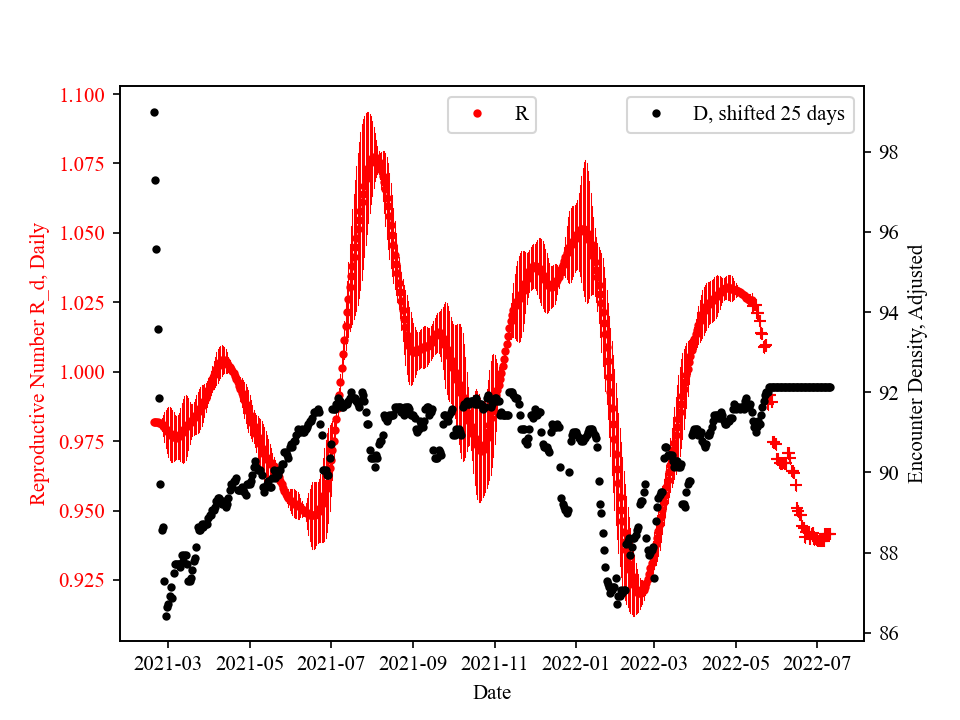 R
D, shifted 25 days
Reproductive Number R_d, Daily
1.100
1.075
1.050
1.025
1.000
0.975
0.950
0.925
98
96
94
92
90
88
86
Encounter Density, Adjusted
2021-03 2021-05 2021-07 2021-09 2021-11 2022-01 2022-03 2022-05 2022-07
Date